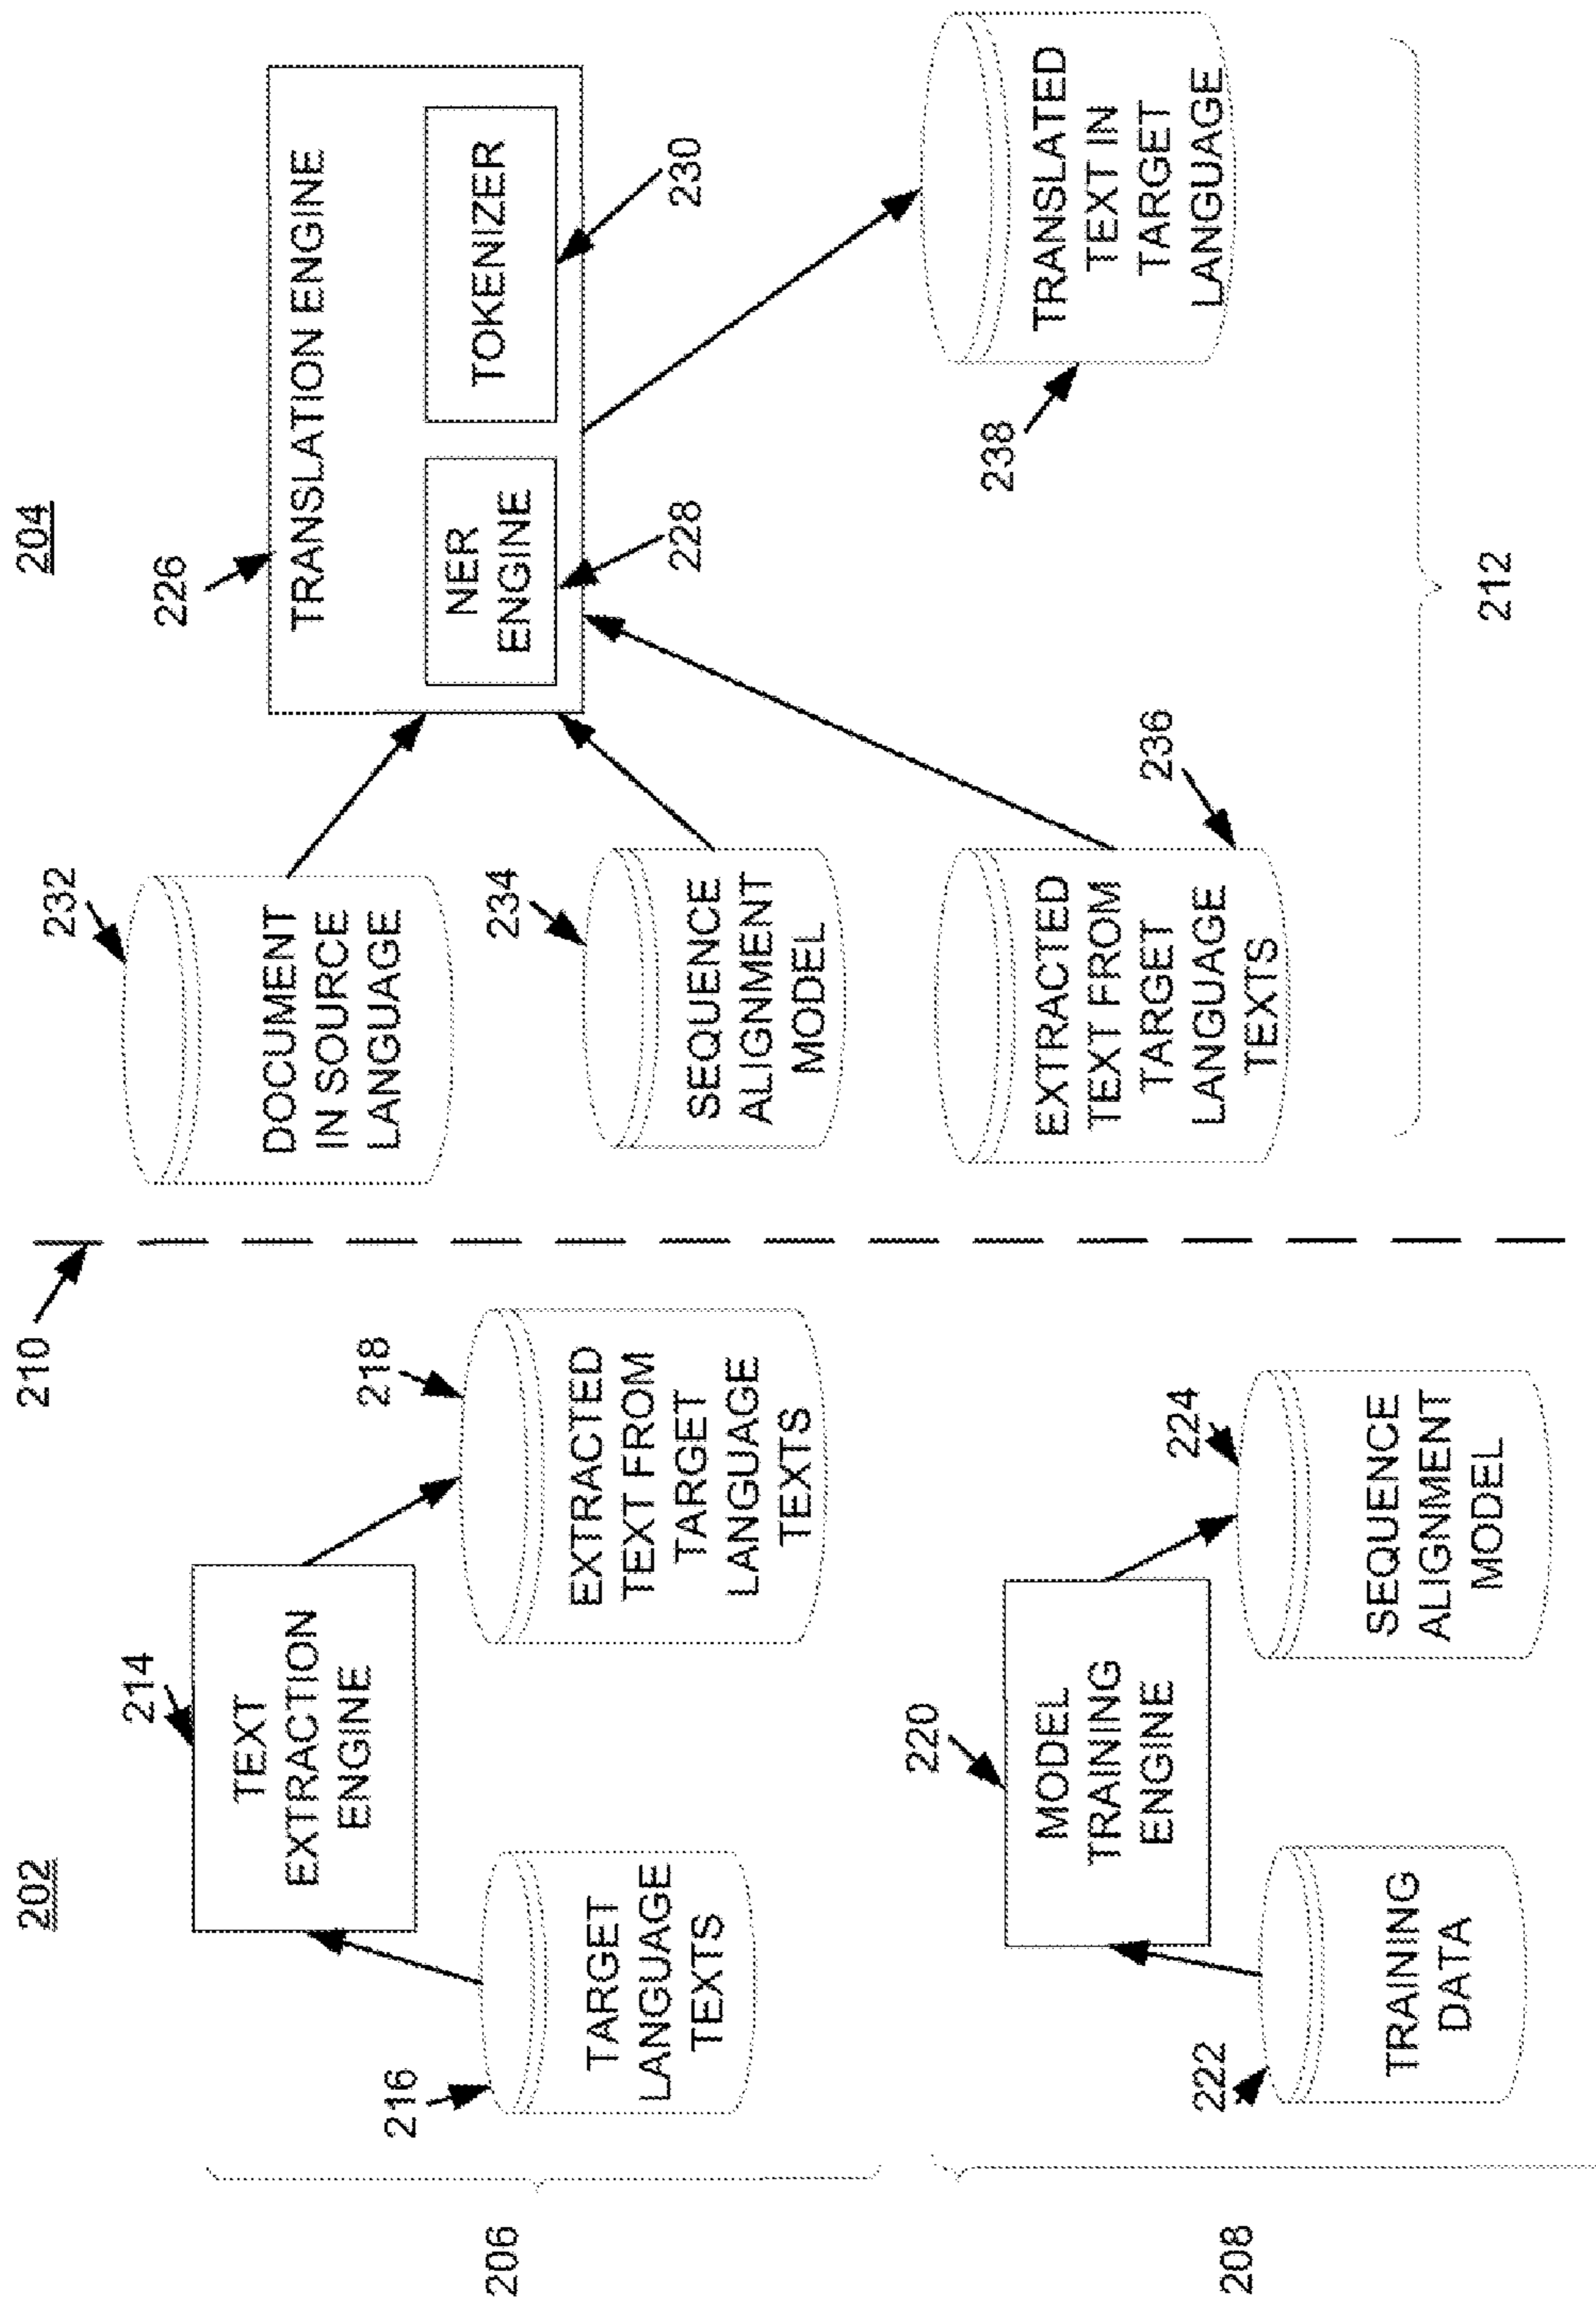 202
214
TEXT
EXTRACTION
ENGINE
216
TARGET
LANGUAGE
TEXTS
218
EXTRACTED
TEXT FROM
TARGET
LANGUAGE
TEXTS
206
220
MODEL
TRAINING
ENGINE
222
TRAINING
DATA
224
SEQUENCE
ALIGNMENT
MODEL
208
210
204
232
DOCUMENT
IN SOURCE
LANGUAGE
234
SEQUENCE
ALIGNMENT
MODEL
236
EXTRACTED
TEXT FROM
TARGET
LANGUAGE
TEXTS
226
TRANSLATION ENGINE
NER
ENGINE
228
TOKENIZER
230
238
TRANSLATED
TEXT IN
TARGET
LANGUAGE
212